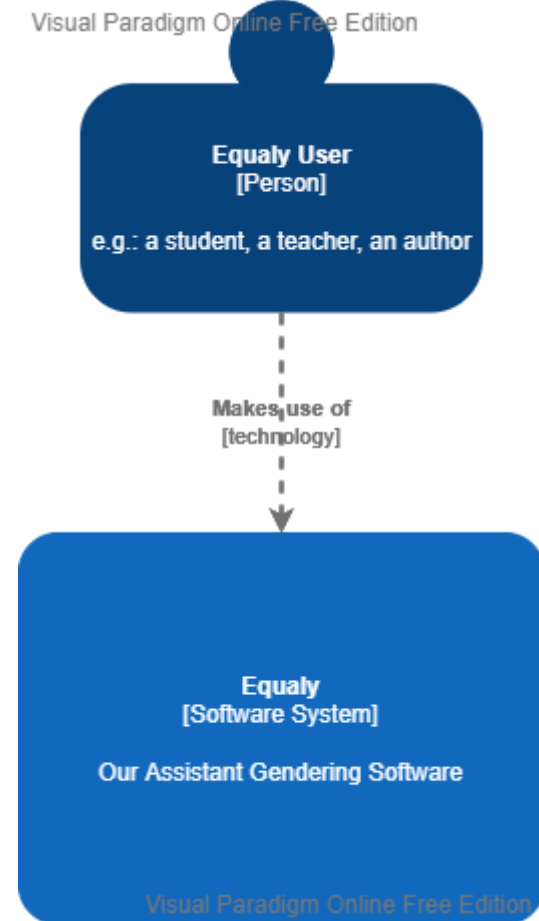 Visual Paradigm Online Free Edition
Equaly User
[Person]
e.g.: a student, a teacher, an author
Makes use of
[technology]
Equaly
[Software System]
Our Assistant Gendering Software
Visual Paradigm Online Free Edition